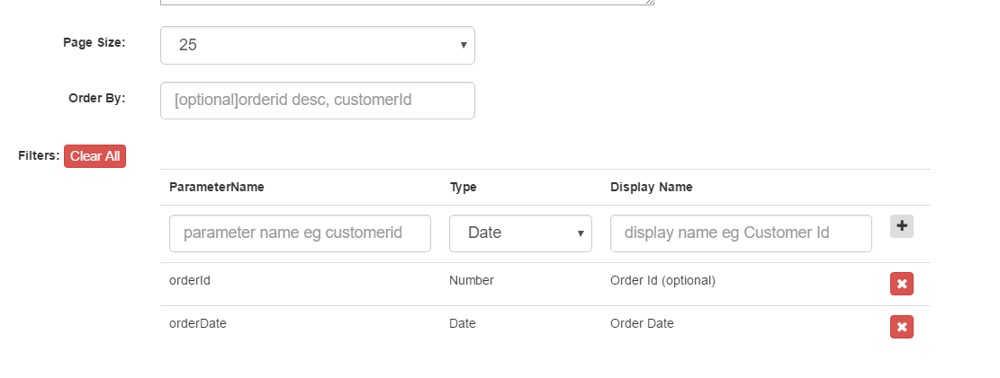 Page Size:
25
Order By:
[optional]orderid desc, customerId
Filters: Clear All
ParameterName Type Display Name
parameter name eg customerid Date display name eg Customer Id
orderId Number Order Id (optional)
orderDate Date Order Date